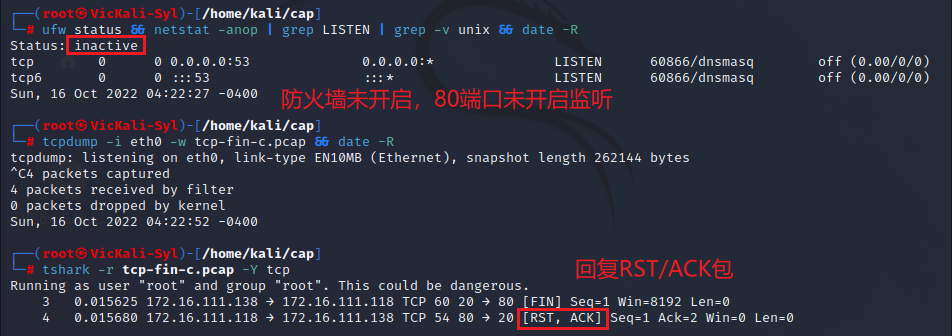 ┌──(root㉿VicKali-Syl)-[/home/kali/cap]
└─# ufw status && netstat -anop | grep LISTEN | grep -v unix && date -R
Status: inactive
tcp        0      0 0.0.0.0:53              0.0.0.0:*               LISTEN      60866/dnsmasq        off (0.00/0/0)
tcp6       0      0 :::53                   :::*                    LISTEN      60866/dnsmasq        off (0.00/0/0)
Sun, 16 Oct 2022 04:22:27 -0400
防火墙未开启，80端口未开启监听
┌──(root㉿VicKali-Syl)-[/home/kali/cap]
└─# tcpdump -i eth0 -w tcp-fin-c.pcap && date -R
tcpdump: listening on eth0, link-type EN10MB (Ethernet), snapshot length 262144 bytes
^C4 packets captured
4 packets received by filter
0 packets dropped by kernel
Sun, 16 Oct 2022 04:22:52 -0400
┌──(root㉿VicKali-Syl)-[/home/kali/cap]
└─# tshark -r tcp-fin-c.pcap -Y tcp
回复RST/ACK包
Running as user "root" and group "root". This could be dangerous.
    3   0.015625 172.16.111.138 → 172.16.111.118 TCP 60 20 → 80 [FIN] Seq=1 Win=8192 Len=0
    4   0.015680 172.16.111.118 → 172.16.111.138 TCP 54 80 → 20 [RST, ACK] Seq=1 Ack=2 Win=0 Len=0